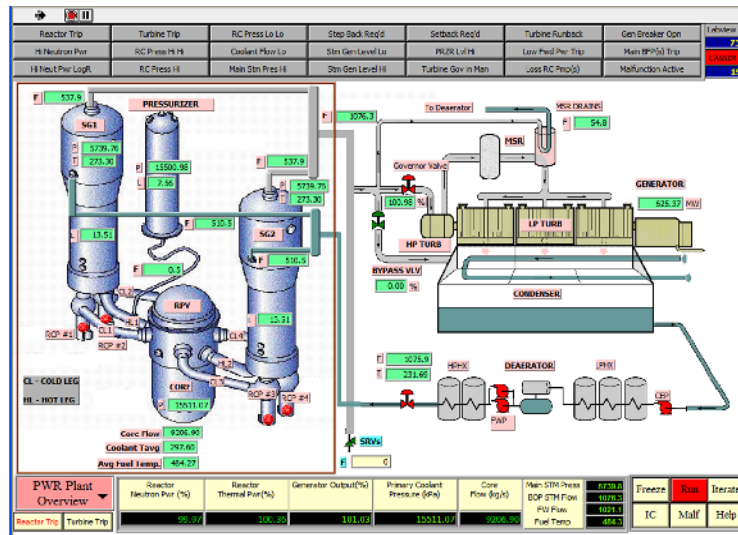 Reactor Trip Turbine Trip RC Press Lo Lo Step Back Req'd Setback Req'd Turbine Runback Gen Breaker Opn Labview
Hi Neutron Pwr RC Press Hi Hi Coolant Flow Lo Stm Gen Level Lo PRZR Lvl Hi Low Fwd Pwr Trip Main BFP(s) Trip
Hi Neut Pwr LogR RC Press Hi Main Stm Pres Hi Stm Gen Level Hi Turbine Gov in Man Loss RC Pmp(s) Malfunction Active
F 537.9
PRESSURIZER
F 1076.3
To Deaerator
MSR DRAINS
F 54.8
SG1
MSR
P 5739.76
T 273.30
P 15500.98
L 7.56
F 537.9
P 5739.76
T 273.30
Governor Valve
100.98 %
GENERATOR
625.37 MW
F 510.5
L 13.51
SG2
F 510.5
HP TURB
LP TURB
BYPASS VLV
0.00 %
CONDENSER
F 0.5
CL2
HL1
RPV
L 13.51
RCP #1
CL1
RCP #2
CL4
HL2
CL3
F 1075.9
T 231.69
HPHX
DEAERATOR
LPHX
CEP
FWP
CL - COLD LEG
HL - HOT LEG
CORE
P 15511.07
RCP #3
RCP #4
Core Flow 9206.90
Coolant Tavg 297.60
Avg Fuel Temp. 484.27
SRVs
F 0
PWR Plant
Overview
Reactor Trip Turbine Trip
Reactor
Neutron Pwr (%)
99.97
Reactor
Thermal Pwr(%)
100.36
Generator Output(%)
101.03
Primary Coolant
Pressure (kPa)
15511.07
Core
Flow (kg/s)
9206.90
Main STM Press 5739.8
BOP STM Flow 1076.3
FW Flow 1021.1
Fuel Temp 484.3
Freeze Run Iterate
IC Malf Help